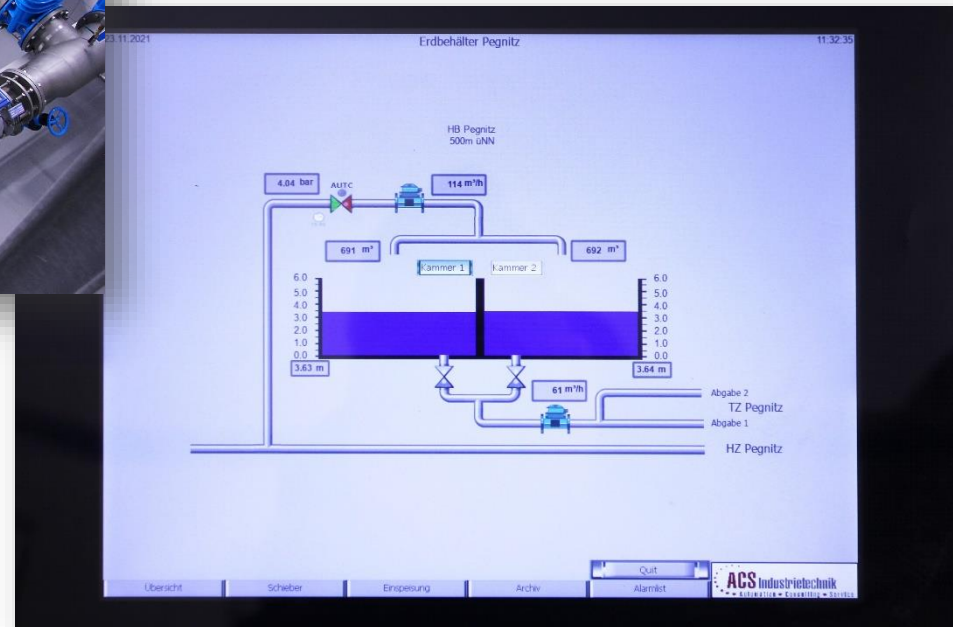 23.11.2021
Erdbehälter Pegnitz
11:32:35
HB Pegnitz
500m üNN
4.04 bar
AUTO
114 m³/h
691 m³
692 m³
Kammer 1
Kammer 2
6.0
5.0
4.0
3.0
2.0
1.0
0.0
6.0
5.0
4.0
3.0
2.0
1.0
0.0
3.63 m
3.64 m
61 m³/h
Abgabe 2
TZ Pegnitz
Abgabe 1
HZ Pegnitz
Quit
Übersicht
Schieber
Einspeisung
Archiv
Alarmlist
ACS Industrietechnik
Automation • Consulting • Service